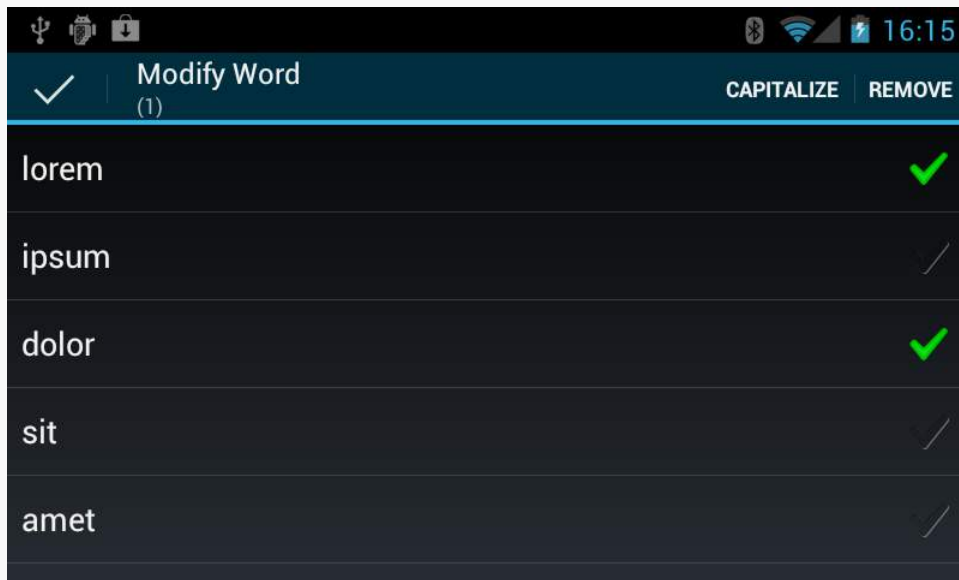 16:15
Modify Word
(1)
CAPITALIZE REMOVE
lorem
ipsum
dolor
sit
amet